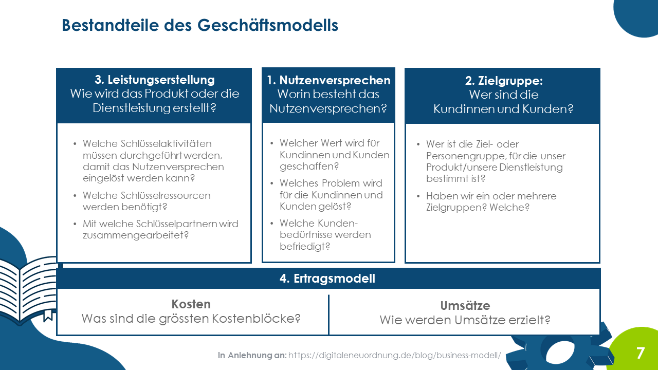 Bestandteile des Geschäftsmodells
3. Leistungserstellung
Wie wird das Produkt oder die
Dienstleistung erstellt?
• Welche Schlüsselaktivitäten
müssen durchgeführt werden,
damit das Nutzenversprechen
eingelöst werden kann?
• Welche Schlüsselressourcen
werden benötigt?
• Mit welche Schlüsselpartnern wird
zusammengearbeitet?
1. Nutzenversprechen
Worin besteht das
Nutzenversprechen?
• Welcher Wert wird für
Kundinnen und Kunden
geschaffen?
• Welches Problem wird
für die Kundinnen und
Kunden gelöst?
• Welche Kunden-
bedürfnisse werden
befriedigt?
2. Zielgruppe:
Wer sind die
Kundinnen und Kunden?
• Wer ist die Ziel- oder
Personengruppe, für die unser
Produkt/unsere Dienstleistung
bestimmt ist?
• Haben wir ein oder mehrere
Zielgruppen? Welche?
4. Ertragsmodell
Kosten
Was sind die grössten Kostenblöcke?
Umsätze
Wie werden Umsätze erzielt?
In Anlehnung an: https://digitaleneuordnung.de/blog/business-modell/
7